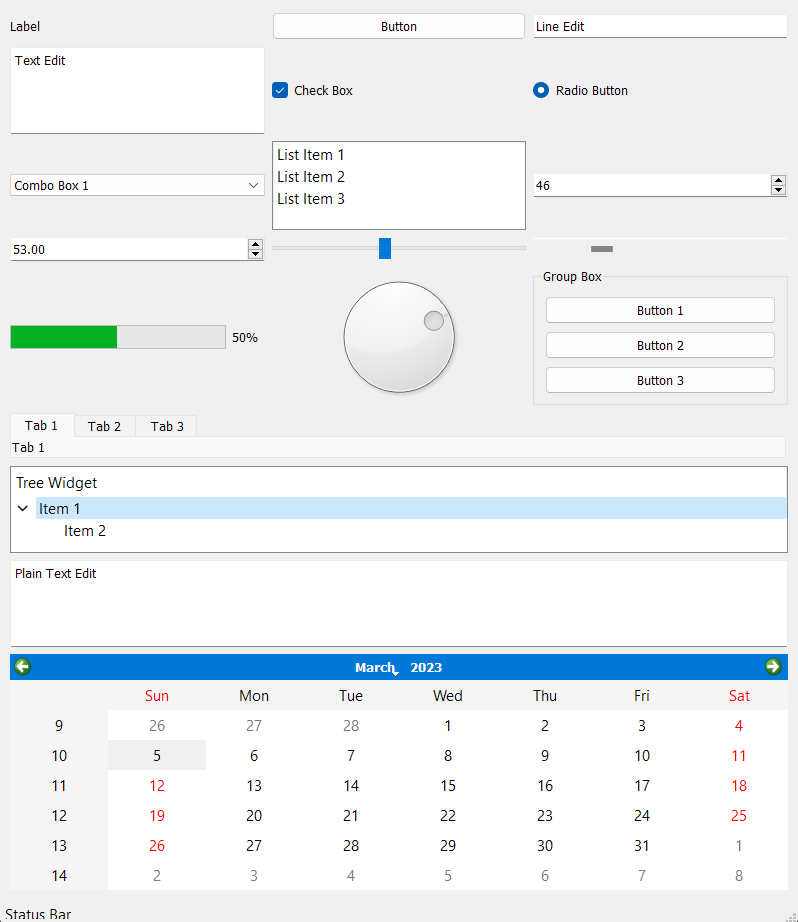 Label
Button
Line Edit
Text Edit
Check Box
Radio Button
List Item 1
List Item 2
List Item 3
Combo Box 1
46
53.00
Group Box
Button 1
Button 2
Button 3
50%
Tab 1 Tab 2 Tab 3
Tab 1
Tree Widget
Item 1
Item 2
Plain Text Edit
March 2023
Sun Mon Tue Wed Thu Fri Sat
9 26 27 28 1 2 3 4
10 5 6 7 8 9 10 11
11 12 13 14 15 16 17 18
12 19 20 21 22 23 24 25
13 26 27 28 29 30 31 1
14 2 3 4 5 6 7 8
Status Bar